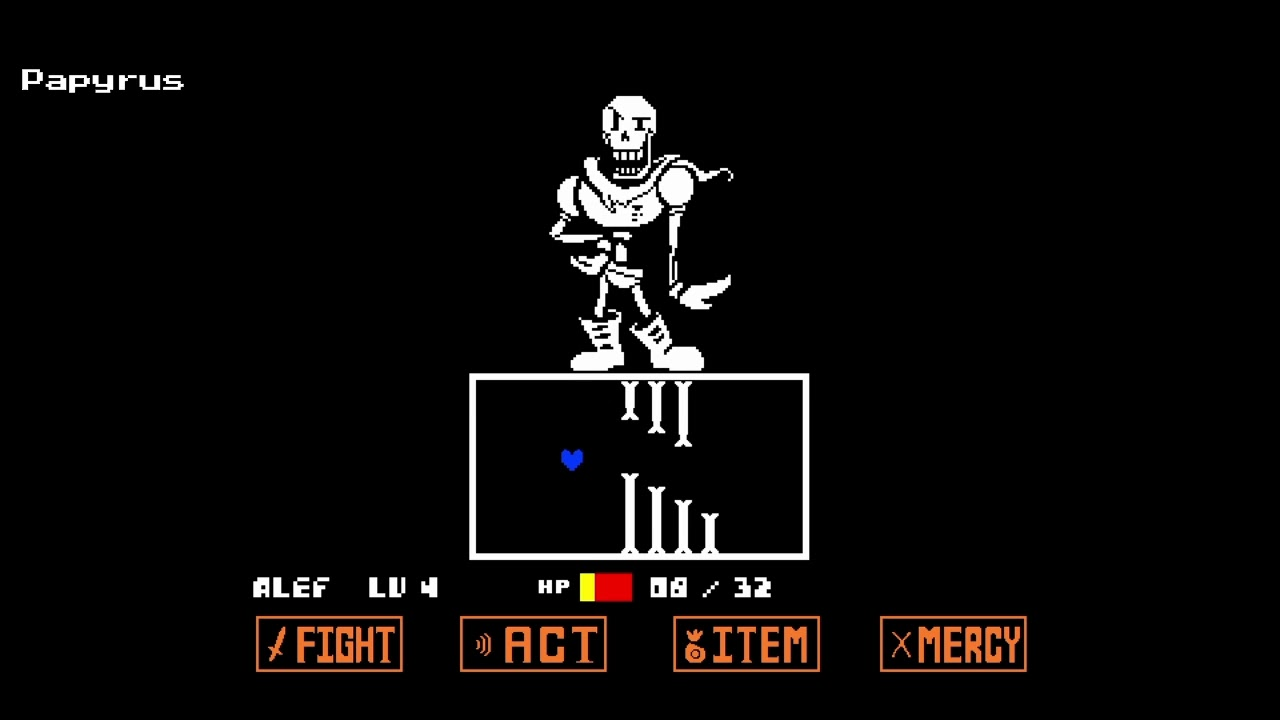 Papyrus
ALEF LV 4 HP 08 / 32
FIGHT ACT ITEM MERCY